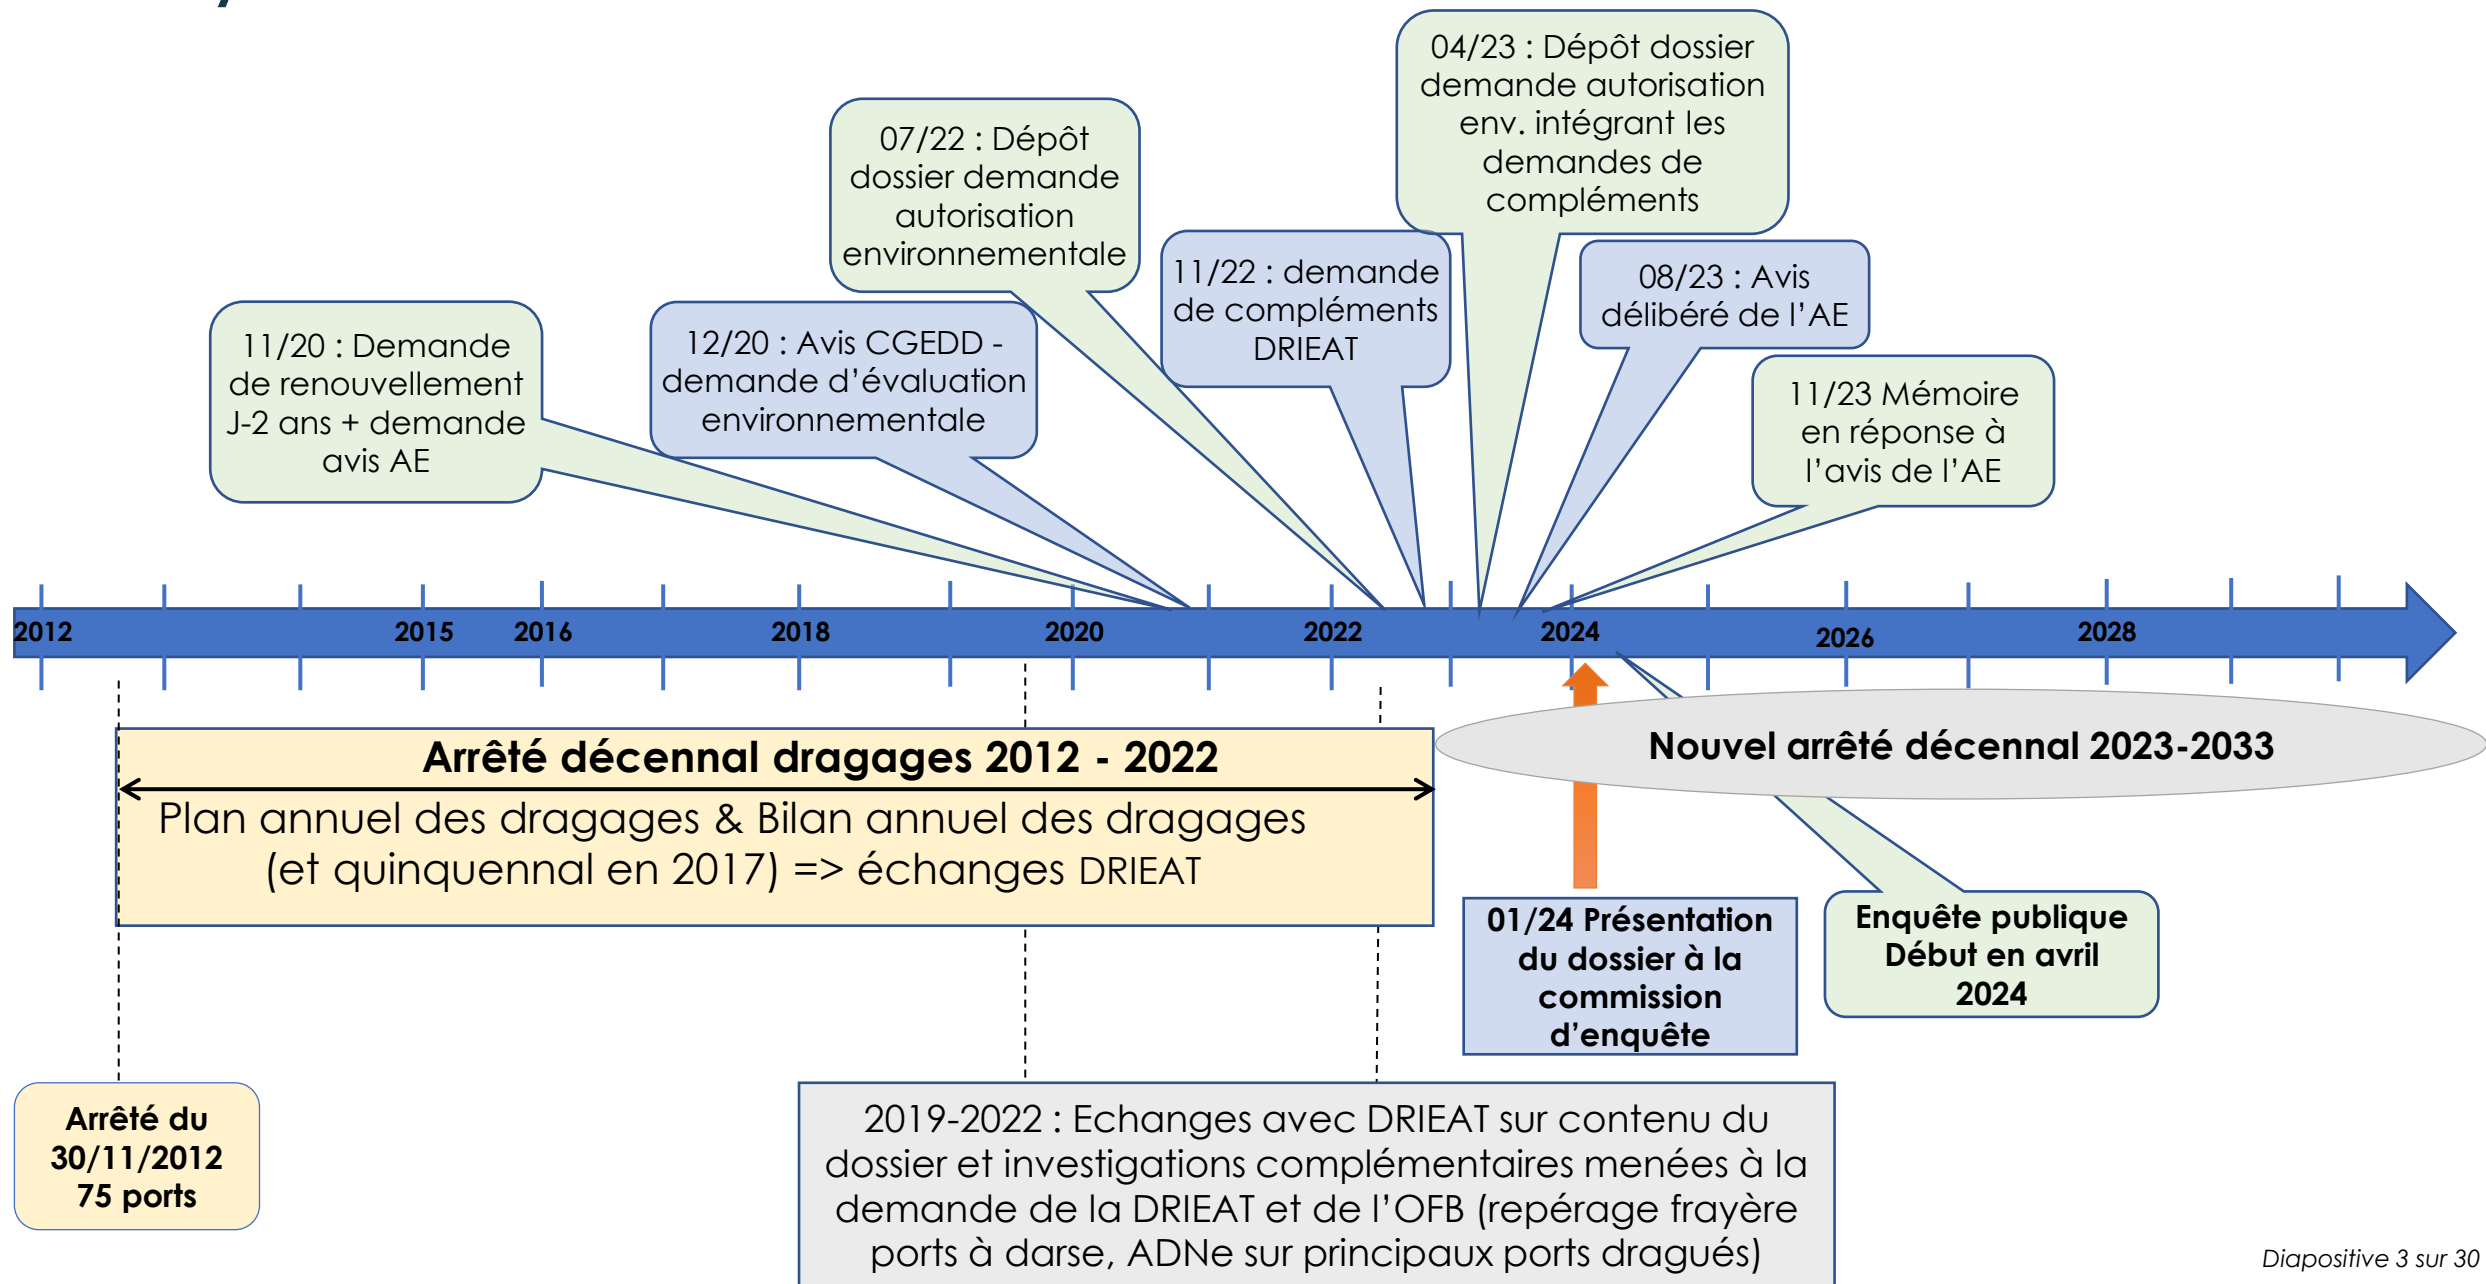 04/23 : Dépôt dossier
demande autorisation
env. intégrant les
demandes de
compléments
07/22 : Dépôt
dossier demande
autorisation
environnementale
11/22 : demande
de compléments
DRIEAT
08/23 : Avis
délibéré de l’AE
11/20 : Demande
de renouvellement
J-2 ans + demande
avis AE
12/20 : Avis CGEDD -
demande d’évaluation
environnementale
11/23 Mémoire
en réponse à
l’avis de l’AE
2012 2015 2016 2018 2020 2022 2024 2026 2028
Arrêté décennal dragages 2012 - 2022
Plan annuel des dragages & Bilan annuel des dragages
(et quinquennal en 2017) => échanges DRIEAT
Nouvel arrêté décennal 2023-2033
01/24 Présentation
du dossier à la
commission
d’enquête
Enquête publique
Début en avril
2024
Arrêté du
30/11/2012
75 ports
2019-2022 : Echanges avec DRIEAT sur contenu du
dossier et investigations complémentaires menées à la
demande de la DRIEAT et de l’OFB (repérage frayère
ports à darse, ADNe sur principaux ports dragués)
Diapositive 3 sur 30